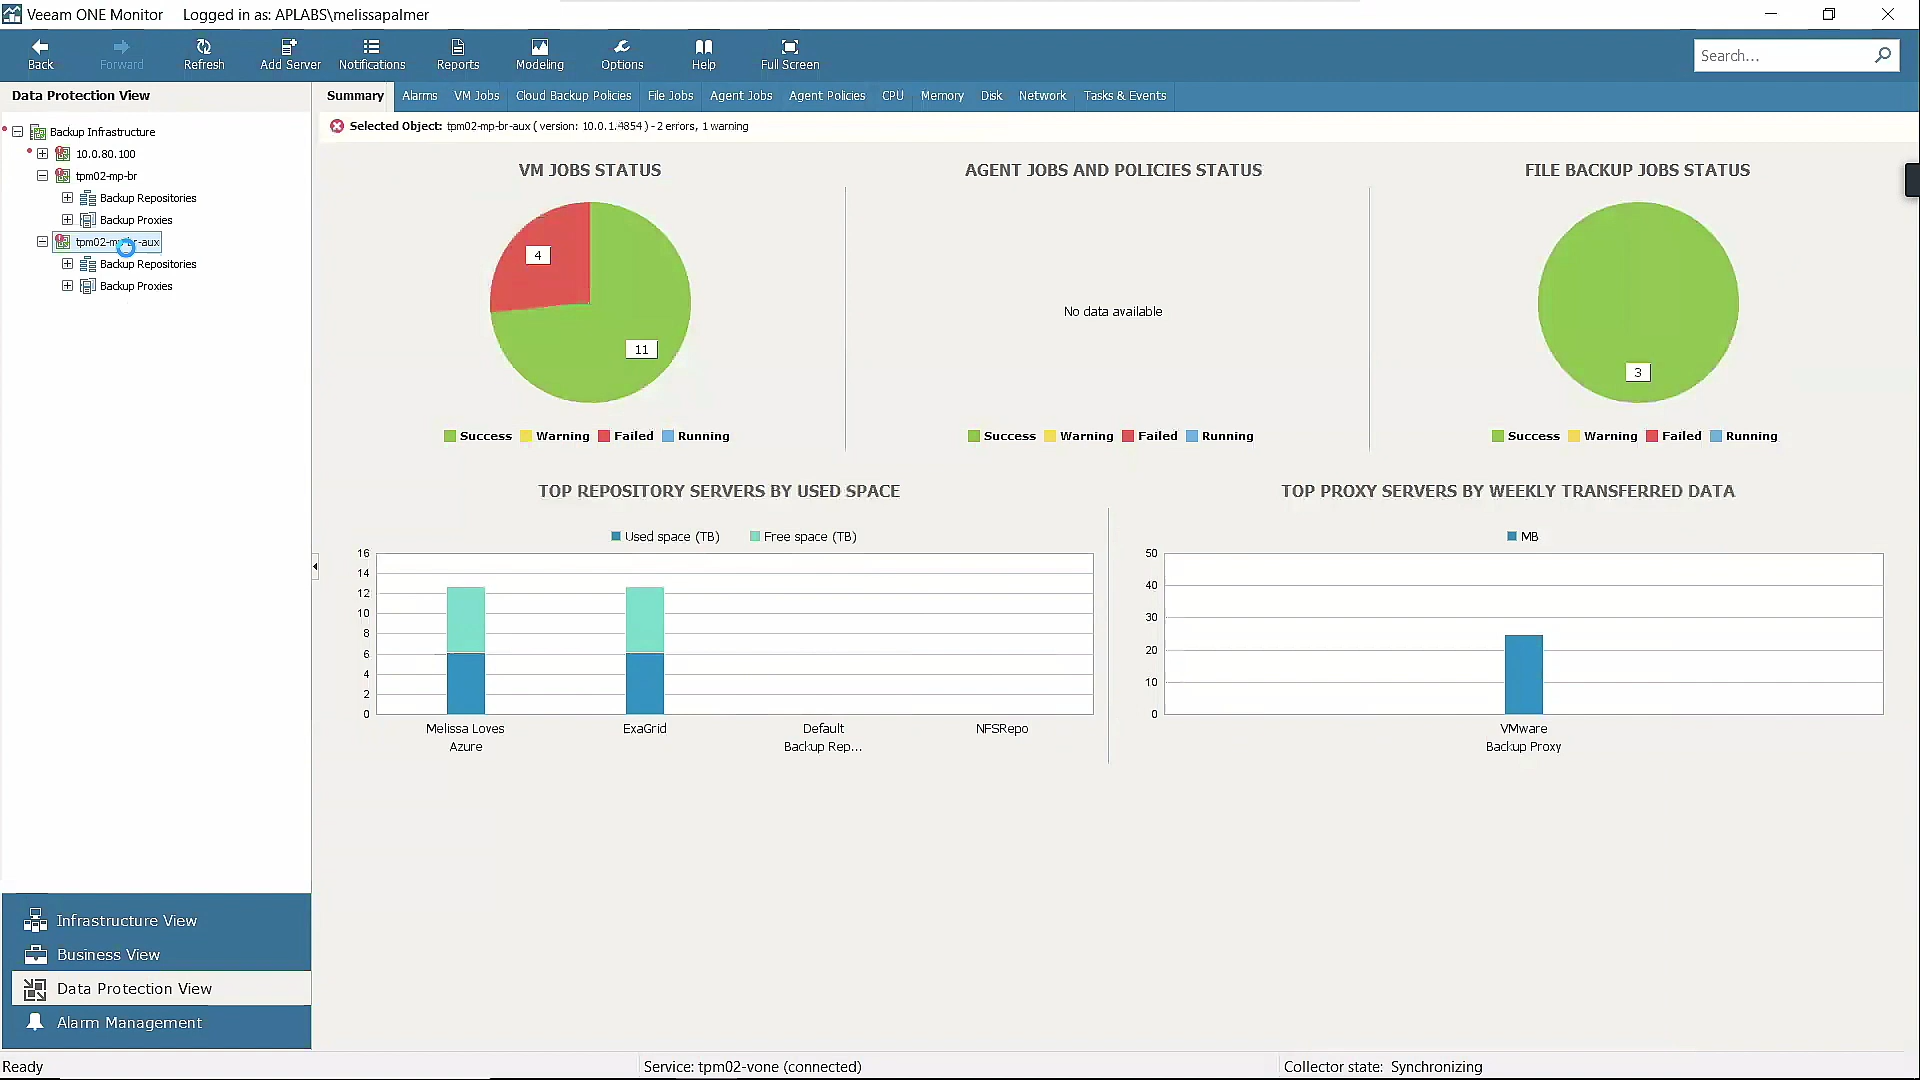 Veeam ONE Monitor Logged in as: APLABS\melissapalmer
Back Forward Refresh Add Server Notifications Reports Modeling Options Help Full Screen Search...
Data Protection View
Summary Alarms VM Jobs Cloud Backup Policies File Jobs Agent Jobs Agent Policies CPU Memory Disk Network Tasks & Events
Selected Object: tpm02-mp-br-aux ( version: 10.0.1.4854 ) - 2 errors, 1 warning
Backup Infrastructure
10.0.80.100
tpm02-mp-br
Backup Repositories
Backup Proxies
tpm02-mp-br-aux
Backup Repositories
Backup Proxies
VM JOBS STATUS
4
11
Success Warning Failed Running
AGENT JOBS AND POLICIES STATUS
No data available
Success Warning Failed Running
FILE BACKUP JOBS STATUS
3
Success Warning Failed Running
TOP REPOSITORY SERVERS BY USED SPACE
Used space (TB) Free space (TB)
16
14
12
10
8
6
4
2
0
Melissa Loves Azure
ExaGrid
Default Backup Rep...
NFSRepo
TOP PROXY SERVERS BY WEEKLY TRANSFERRED DATA
MB
50
40
30
20
10
0
VMware Backup Proxy
Infrastructure View
Business View
Data Protection View
Alarm Management
Ready Service: tpm02-vone (connected) Collector state: Synchronizing